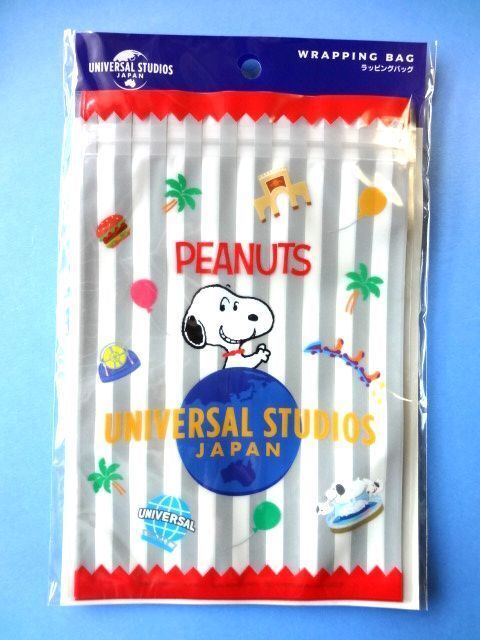 UNIVERSAL STUDIOS
JAPAN
WRAPPING BAG
ラッピングバッグ
PEANUTS
UNIVERSAL STUDIOS
JAPAN
UNIVERSAL